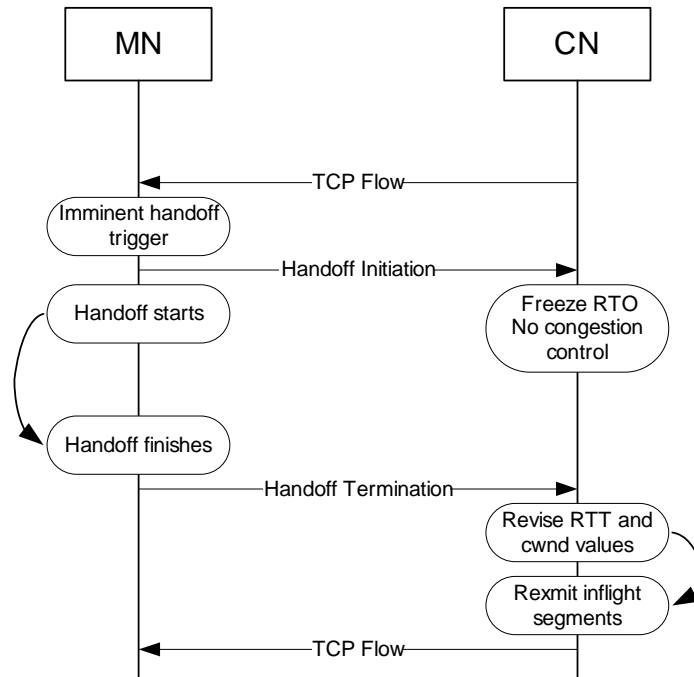 MN
CN
TCP Flow
Imminent handoff
trigger
Handoff Initiation
Handoff starts
Freeze RTO
No congestion
control
Handoff finishes
Handoff Termination
Revise RTT and
cwnd values
Rexmit inflight
segments
TCP Flow